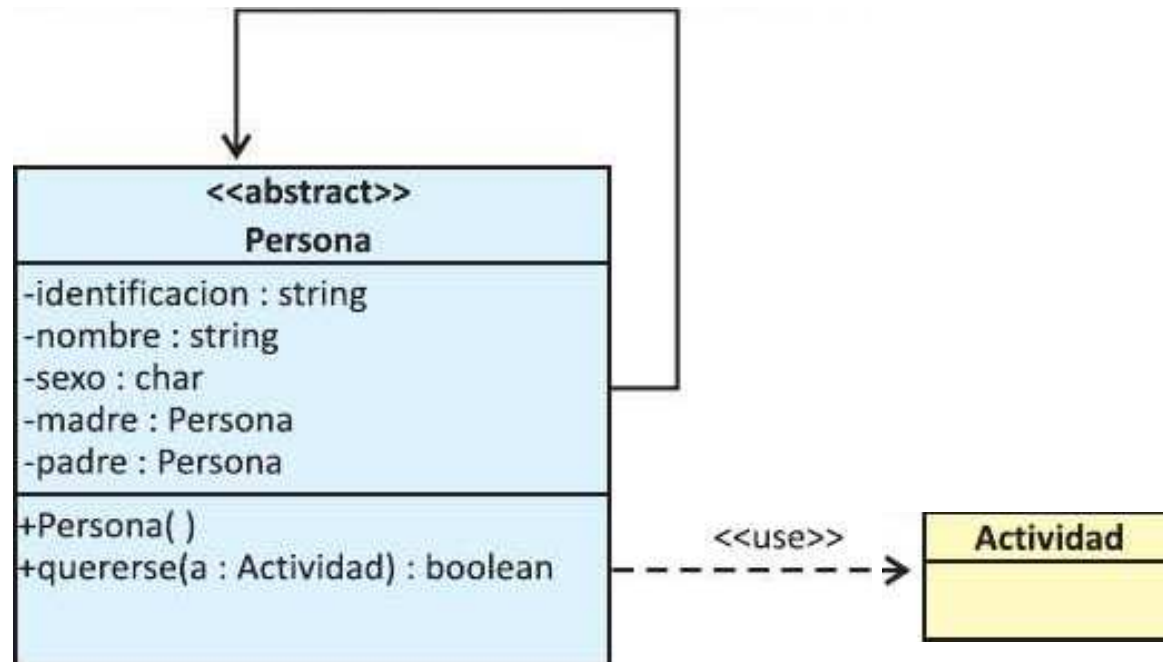 <<abstract>>
Persona
-identificacion : string
-nombre : string
-sexo : char
-madre : Persona
-padre : Persona
+Persona( )
+quererse(a : Actividad) : boolean
<<use>>
Actividad